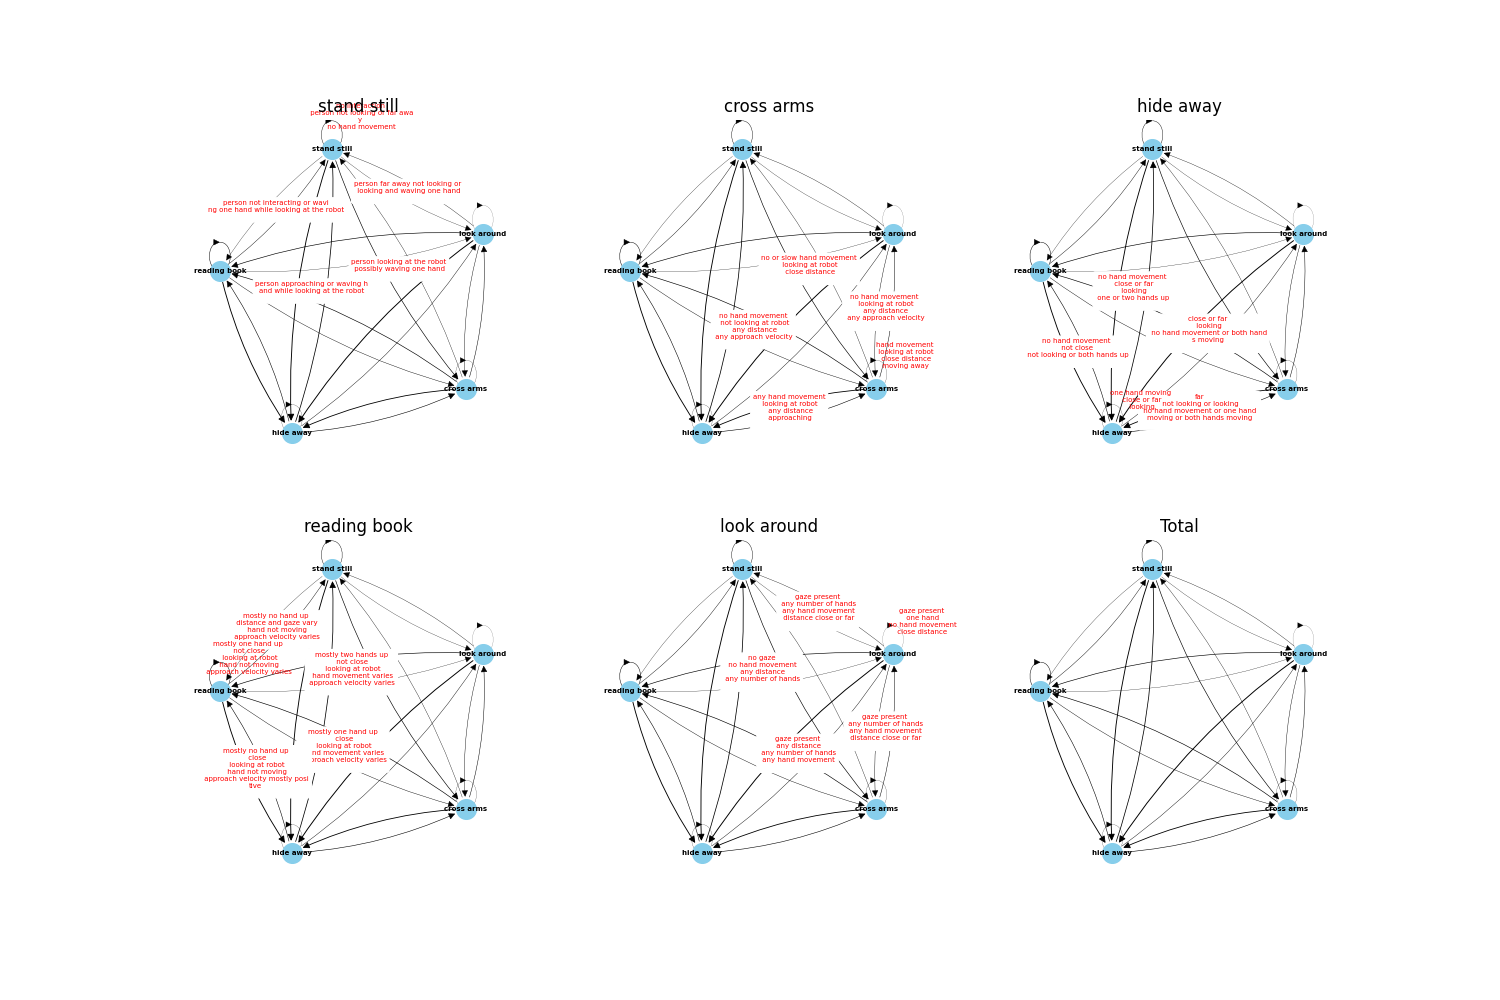 stand still
person not looking or far awa
y
no hand movement
stand still
person far away not looking or
looking and waving one hand
person not interacting or wavi
ng one hand while looking at the robot
look around
person looking at the robot
possibly waving one hand
reading book
person approaching or waving h
and while looking at the robot
cross arms
hide away
cross arms
stand still
look around
no or slow hand movement
looking at robot
close distance
reading book
no hand movement
looking at robot
any distance
any approach velocity
no hand movement
not looking at robot
any distance
any approach velocity
hand movement
looking at robot
close distance
moving away
cross arms
any hand movement
looking at robot
any distance
approaching
hide away
hide away
stand still
look around
reading book
no hand movement
close or far
looking
one or two hands up
close or far
looking
no hand movement or both hand
s moving
no hand movement
not close
not looking or both hands up
cross arms
one hand moving
close or far
looking
far
not looking or looking
no hand movement or one hand
moving or both hands moving
hide away
reading book
stand still
mostly no hand up
distance and gaze vary
hand not moving
approach velocity varies
mostly one hand up
not close
looking at robot
hand not moving
approach velocity varies
look around
mostly two hands up
not close
looking at robot
hand movement varies
approach velocity varies
reading book
mostly one hand up
close
looking at robot
nd movement varies
proach velocity varies
mostly no hand up
close
looking at robot
hand not moving
approach velocity mostly posi
tive
cross arms
hide away
look around
stand still
gaze present
any number of hands
any hand movement
distance close or far
gaze present
one hand
no hand movement
close distance
look around
no gaze
no hand movement
any distance
any number of hands
reading book
gaze present
any number of hands
any hand movement
distance close or far
gaze present
any distance
any number of hands
any hand movement
cross arms
hide away
Total
stand still
look around
reading book
cross arms
hide away